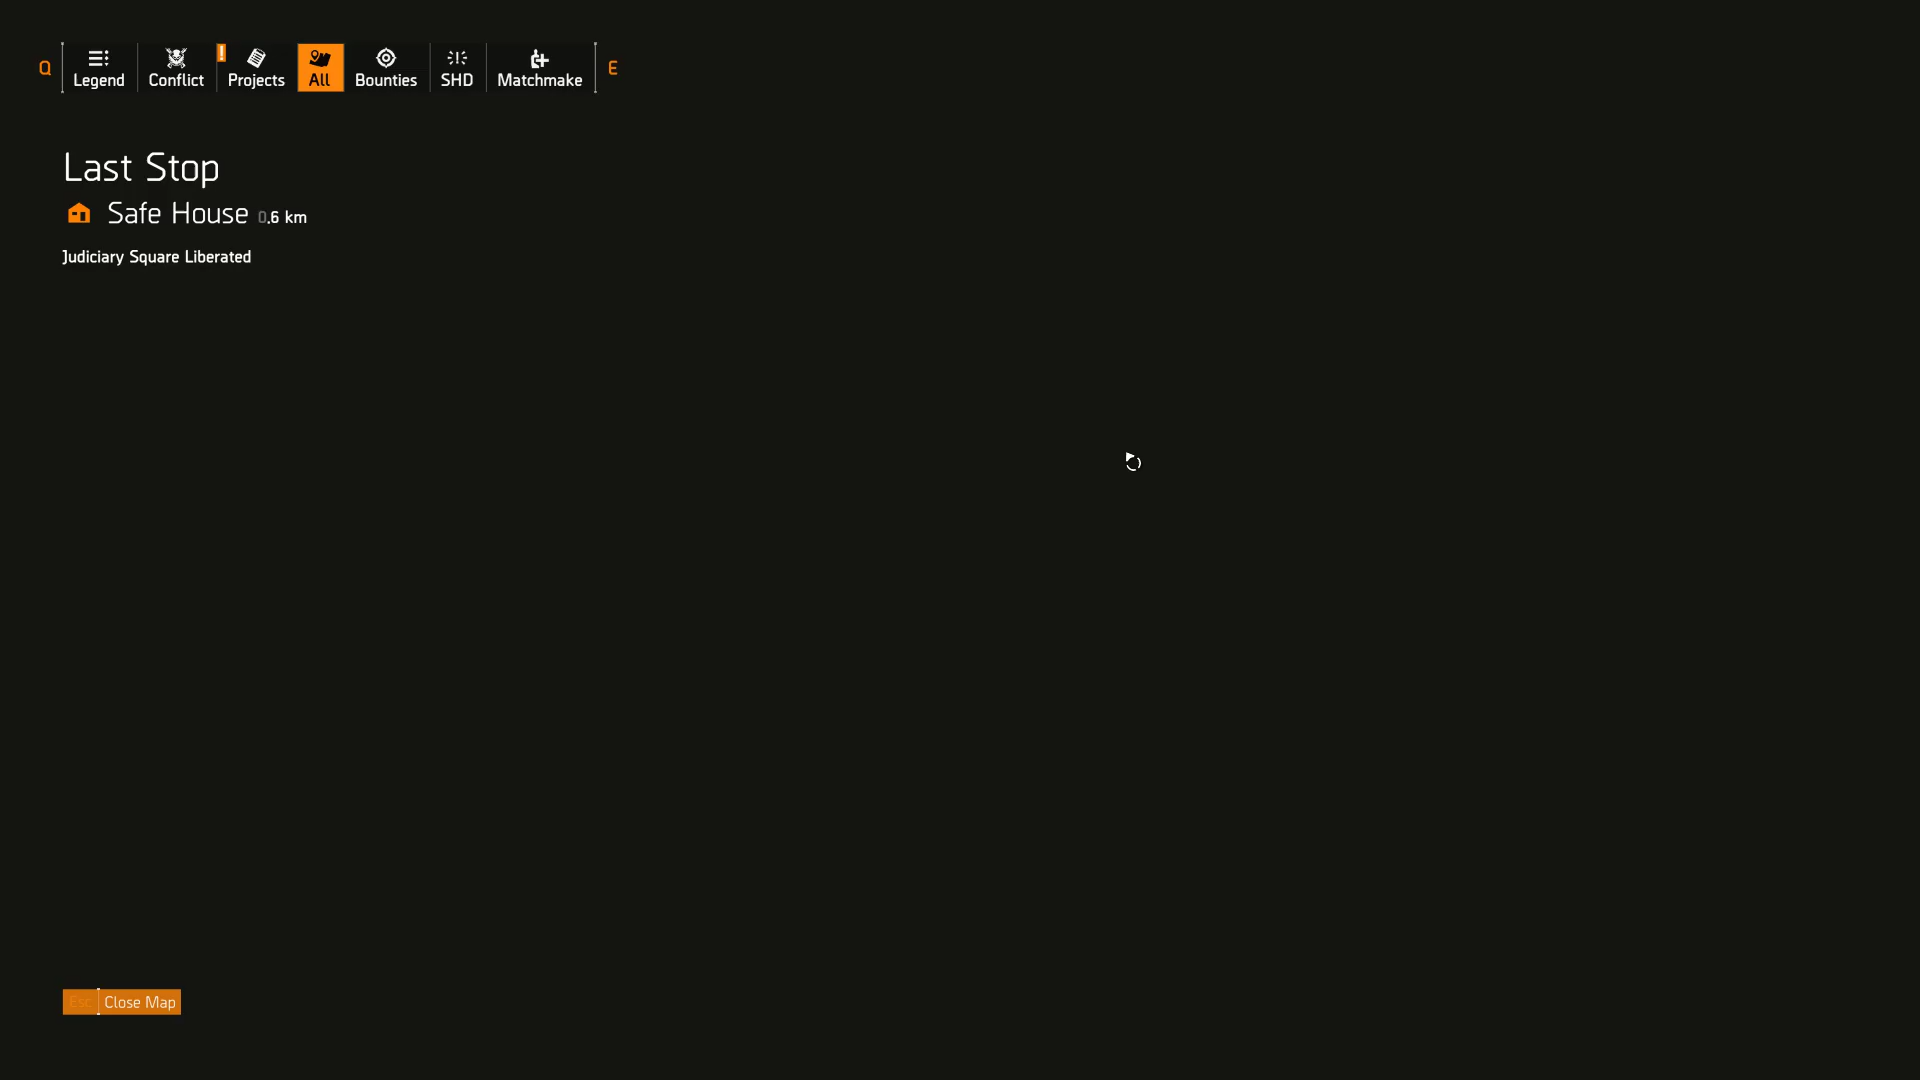 Q Legend Conflict ! Projects All Bounties SHD Matchmake E
Last Stop
Safe House 0.6 km
Judiciary Square Liberated
Esc Close Map